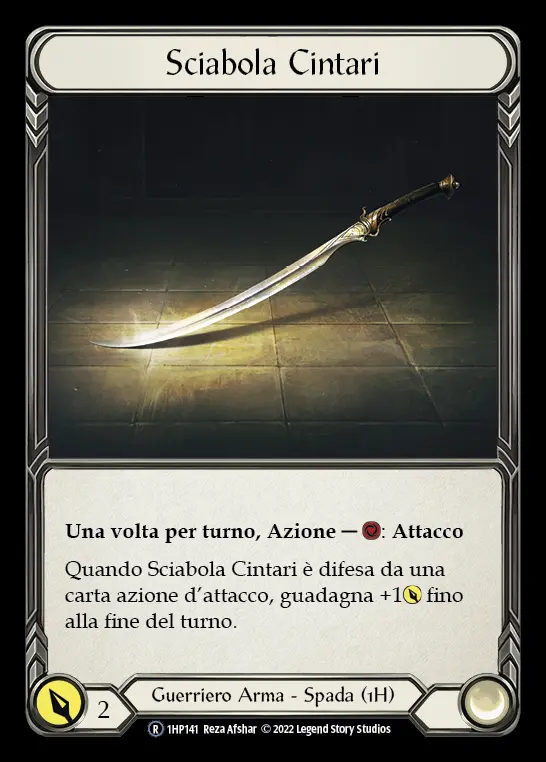 Sciabola Cintari
Una volta per turno, Azione — : Attacco
Quando Sciabola Cintari è difesa da una
carta azione d'attacco, guadagna +1 fino
alla fine del turno.
2
Guerriero Arma - Spada (1H)
R 1HP141 Reza Afshar © 2022 Legend Story Studios